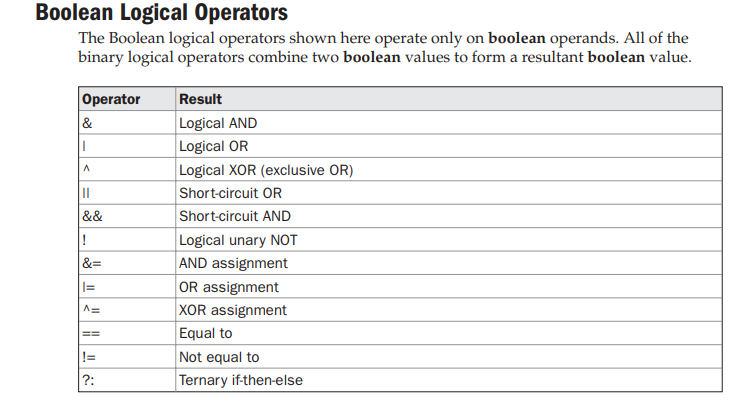 Boolean Logical Operators
The Boolean logical operators shown here operate only on boolean operands. All of the
binary logical operators combine two boolean values to form a resultant boolean value.
Operator Result
& Logical AND
| Logical OR
^ Logical XOR (exclusive OR)
|| Short-circuit OR
&& Short-circuit AND
! Logical unary NOT
&= AND assignment
|= OR assignment
^= XOR assignment
== Equal to
!= Not equal to
?: Ternary if-then-else